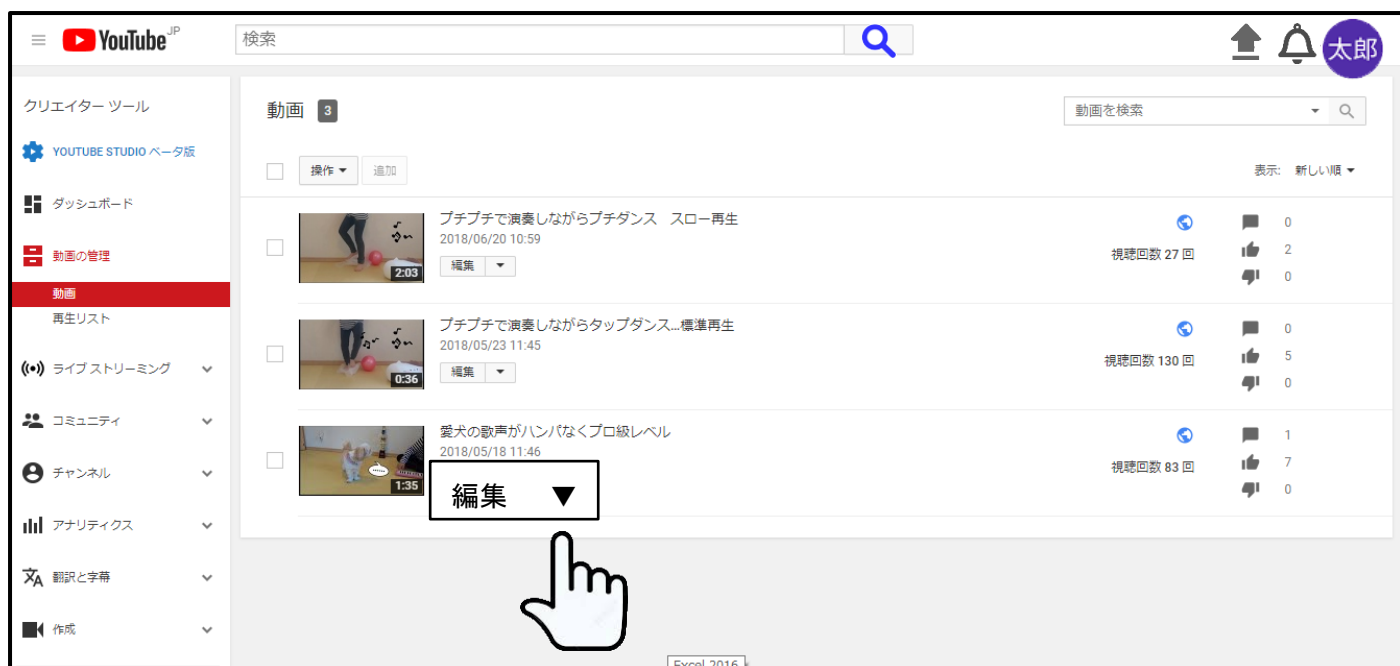 YouTube JP
検索
太郎
クリエイター ツール
YOUTUBE STUDIO ベータ版
ダッシュボード
動画の管理
動画
再生リスト
ライブ ストリーミング
コミュニティ
チャンネル
アナリティクス
翻訳と字幕
作成
動画 3
動画を検索
操作 追加
表示: 新しい順
プチプチで演奏しながらプチダンス スロー再生
2018/06/20 10:59
編集
2:03
視聴回数 27 回
0
2
0
プチプチで演奏しながらタップダンス...標準再生
2018/05/23 11:45
編集
0:36
視聴回数 130 回
0
5
0
愛犬の歌声がハンパなくプロ級レベル
2018/05/18 11:46
編集 ▼
1:35
視聴回数 83 回
1
7
0
Excel 2016